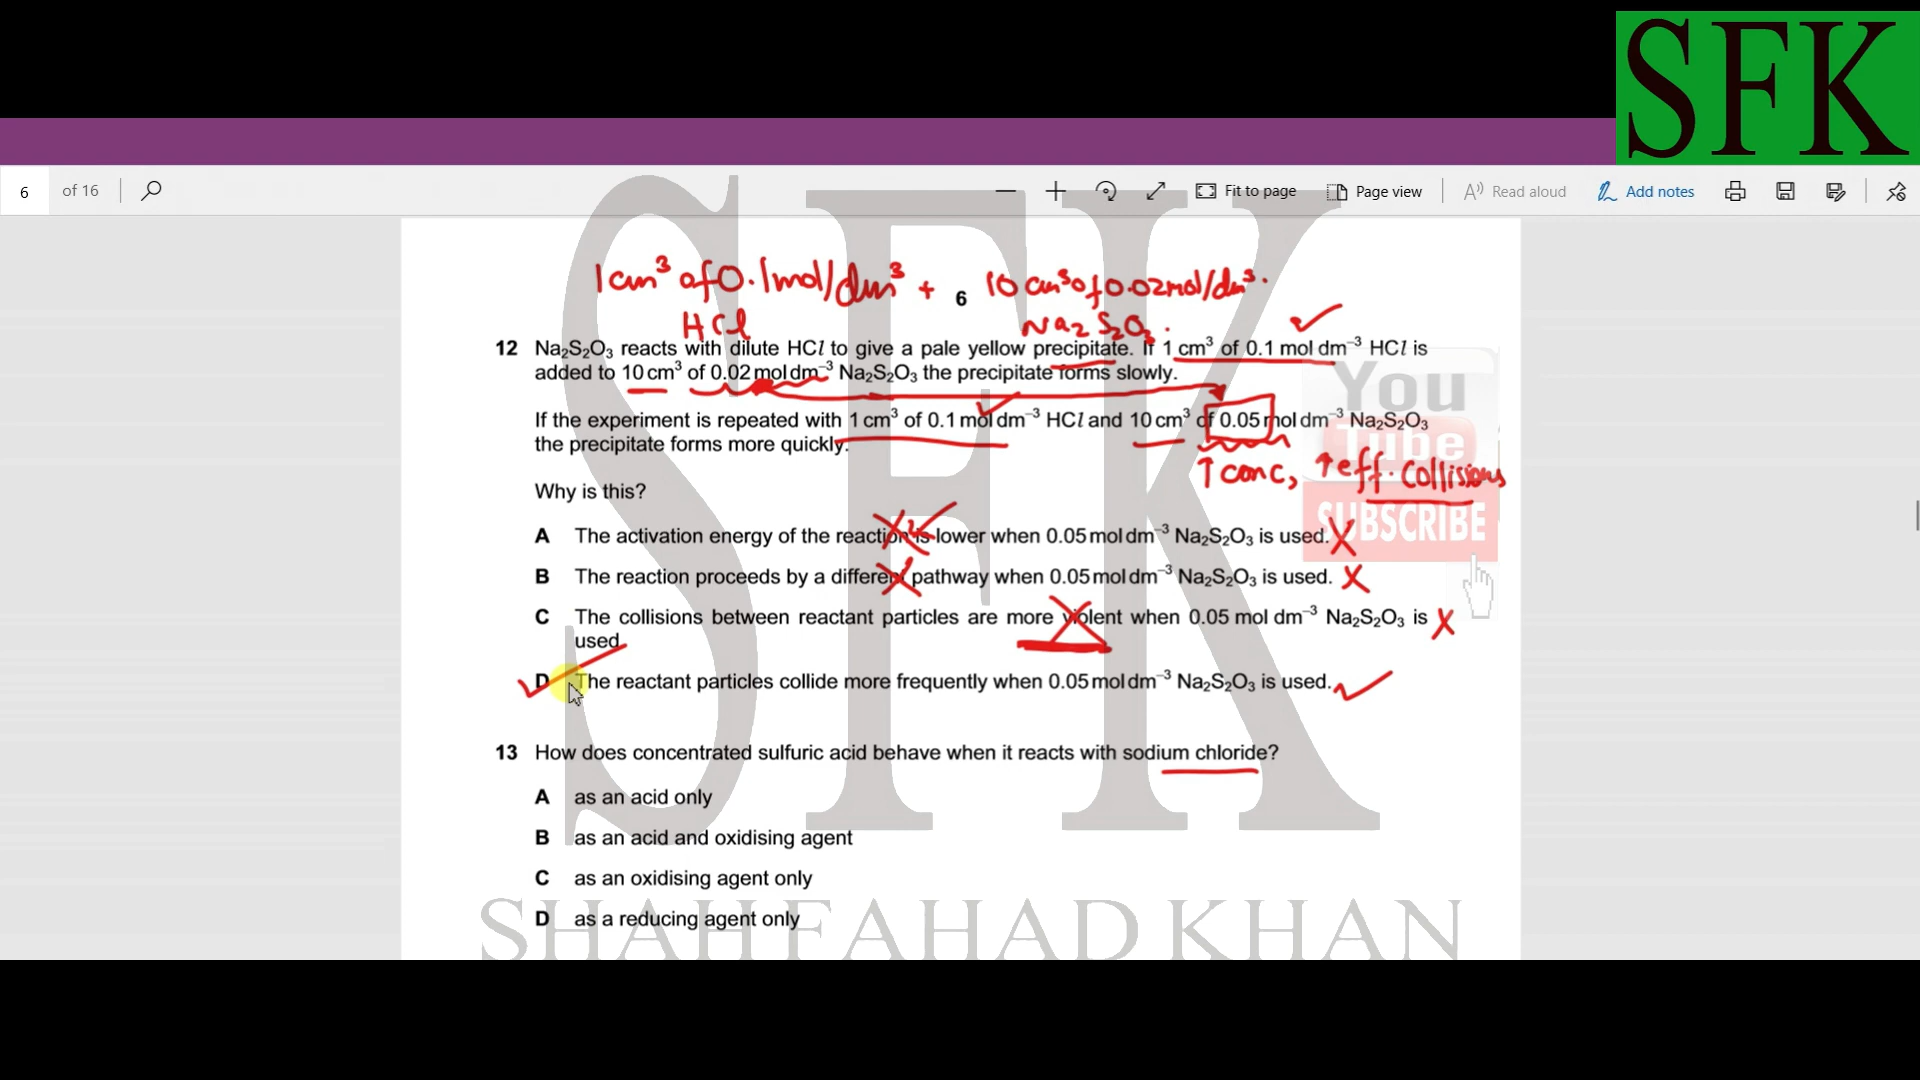 SFK
6 of 16 Fit to page Page view Read aloud Add notes
1cm³ of 0.1mol/dm³ + 10 cm³ of 0.02mol/dm³.
HCl Na₂S₂O₃.
6
12 Na₂S₂O₃ reacts with dilute HCl to give a pale yellow precipitate. If 1 cm³ of 0.1 mol dm⁻³ HCl is
added to 10 cm³ of 0.02 mol dm⁻³ Na₂S₂O₃ the precipitate forms slowly.
If the experiment is repeated with 1 cm³ of 0.1 mol dm⁻³ HCl and 10 cm³ of 0.05 mol dm⁻³ Na₂S₂O₃
the precipitate forms more quickly.
↑ conc, ↑ eff. collisions
Why is this?
A The activation energy of the reaction is lower when 0.05 mol dm⁻³ Na₂S₂O₃ is used.
B The reaction proceeds by a different pathway when 0.05 mol dm⁻³ Na₂S₂O₃ is used.
C The collisions between reactant particles are more violent when 0.05 mol dm⁻³ Na₂S₂O₃ is
used.
D The reactant particles collide more frequently when 0.05 mol dm⁻³ Na₂S₂O₃ is used.
13 How does concentrated sulfuric acid behave when it reacts with sodium chloride?
A as an acid only
B as an acid and oxidising agent
C as an oxidising agent only
D as a reducing agent only
SFK
SHAH FAHAD KHAN
You
Tube
SUBSCRIBE